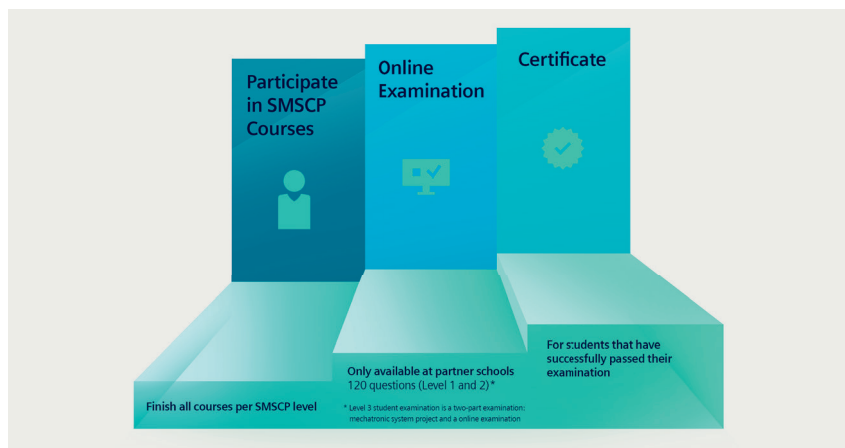 Participate
in SMSCP
Courses
Online
Examination
Certificate
Finish all courses per SMSCP level
Only available at partner schools
120 questions (Level 1 and 2)*
* Level 3 student examination is a two-part examination:
mechatronic system project and a online examination
For students that have
successfully passed their
examination